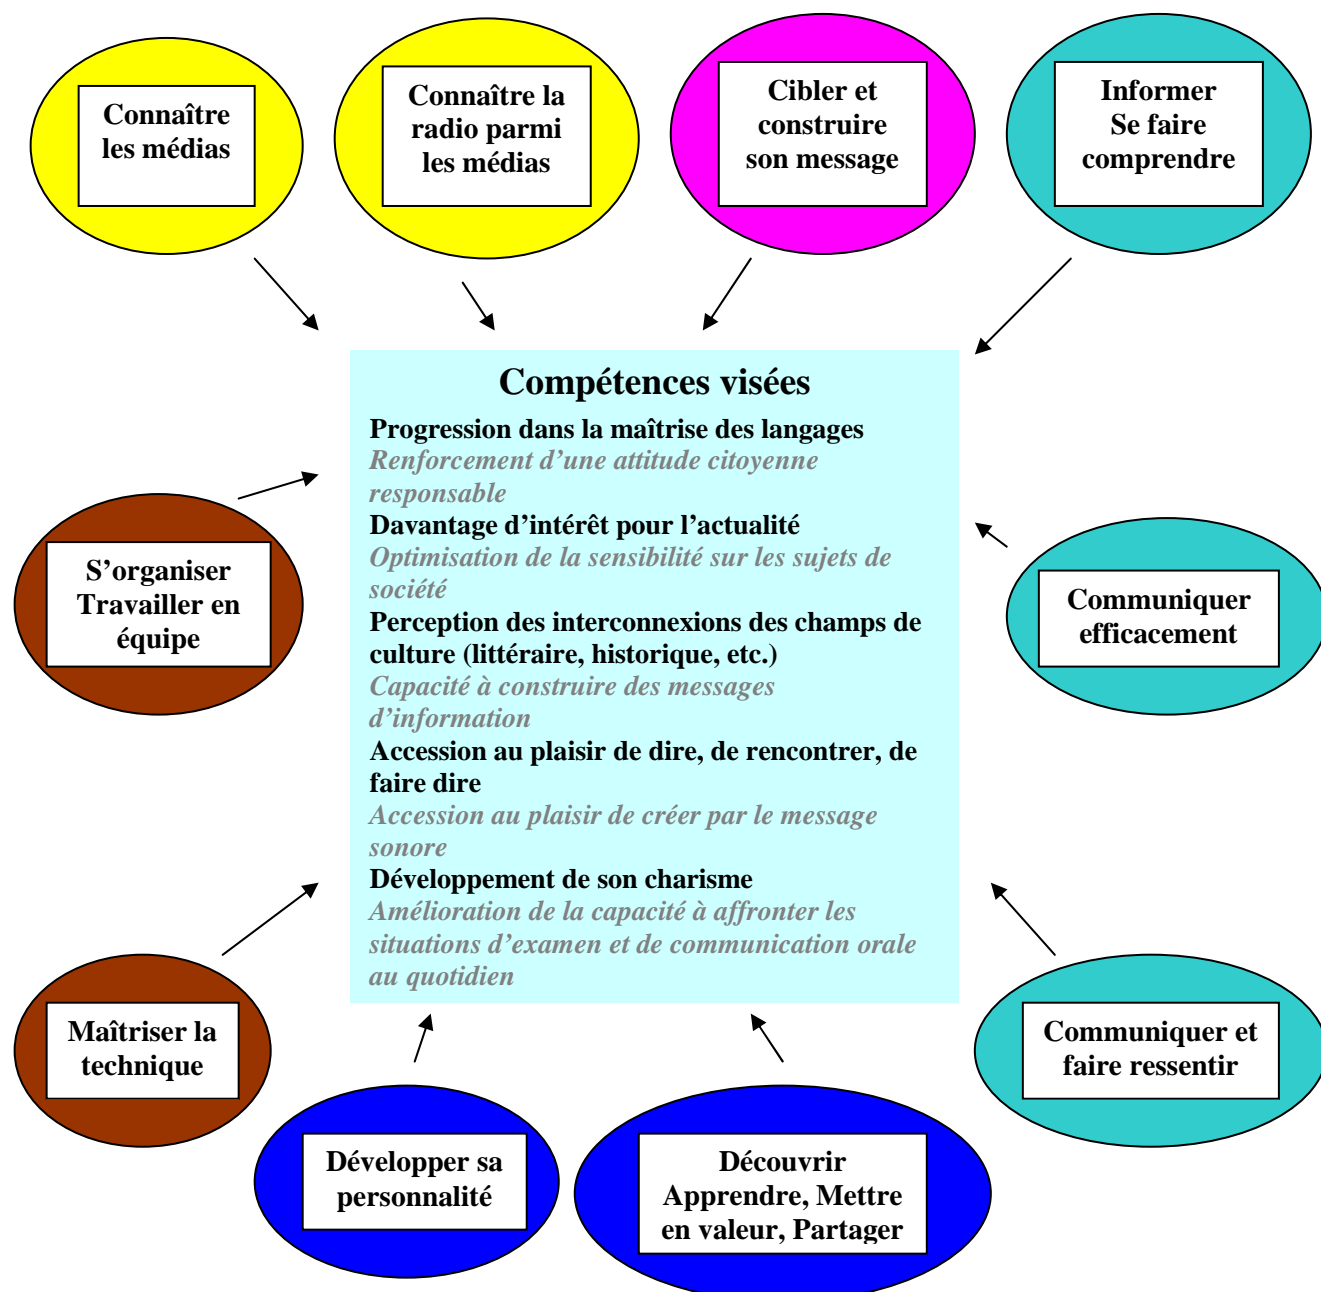 Connaître
les médias
Connaître la
radio parmi
les médias
Cibler et
construire
son message
Informer
Se faire
comprendre
Compétences visées
Progression dans la maîtrise des langages
Renforcement d’une attitude citoyenne
responsable
Davantage d’intérêt pour l’actualité
Optimisation de la sensibilité sur les sujets de
société
Perception des interconnexions des champs de
culture (littéraire, historique, etc.)
Capacité à construire des messages
d’information
Accession au plaisir de dire, de rencontrer, de
faire dire
Accession au plaisir de créer par le message
sonore
Développement de son charisme
Amélioration de la capacité à affronter les
situations d’examen et de communication orale
au quotidien
S’organiser
Travailler en
équipe
Communiquer
efficacement
Maîtriser la
technique
Communiquer et
faire ressentir
Développer sa
personnalité
Découvrir
Apprendre, Mettre
en valeur, Partager